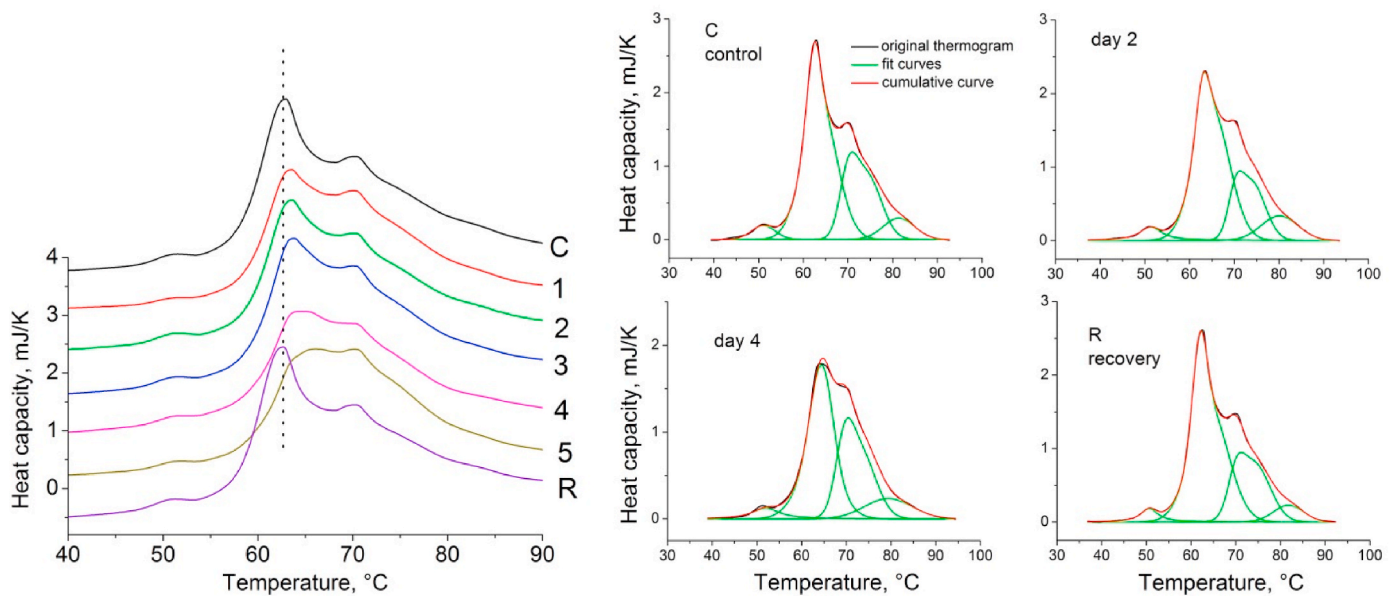 Heat capacity, mJ/K
4
3
2
1
0
C
1
2
3
4
5
R
40 50 60 70 80 90
Temperature, °C
Heat capacity, mJ/K
3
2
1
0
C
control
original thermogram
fit curves
cumulative curve
30 40 50 60 70 80 90 100
3
2
1
0
day 2
30 40 50 60 70 80 90 100
Heat capacity, mJ/K
2
1
0
day 4
30 40 50 60 70 80 90 100
Temperature, °C
3
2
1
0
R
recovery
30 40 50 60 70 80 90 100
Temperature, °C